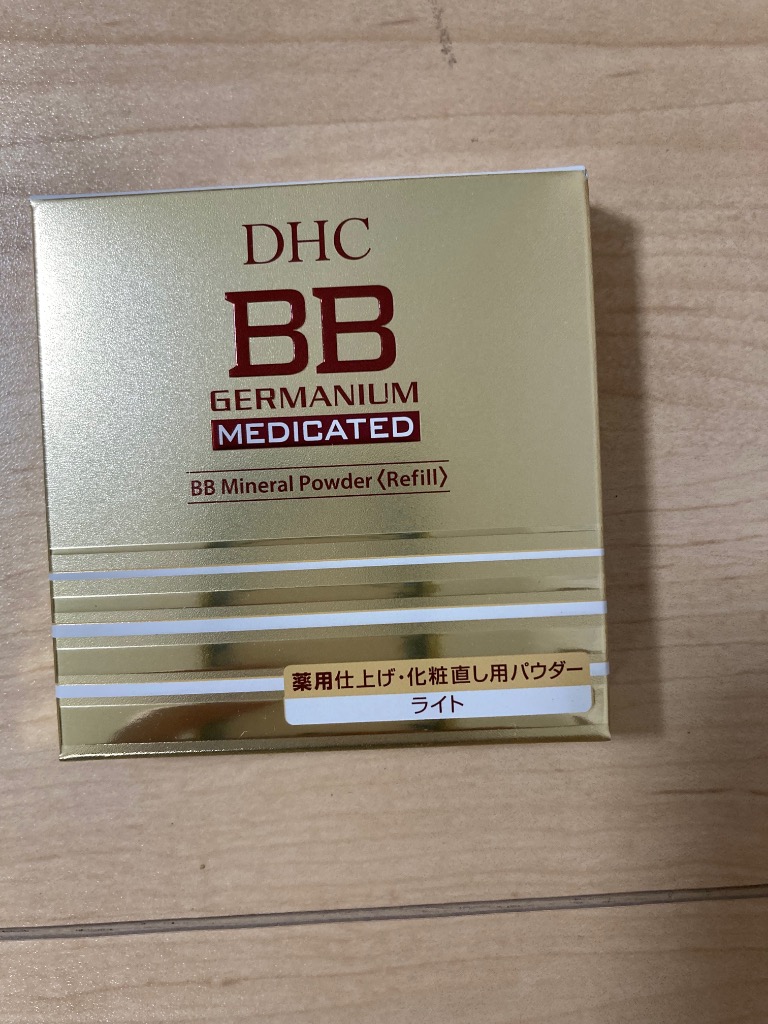 DHC
BB
GERMANIUM
MEDICATED
BB Mineral Powder〈Refill〉
薬用仕上げ・化粧直し用パウダー
ライト